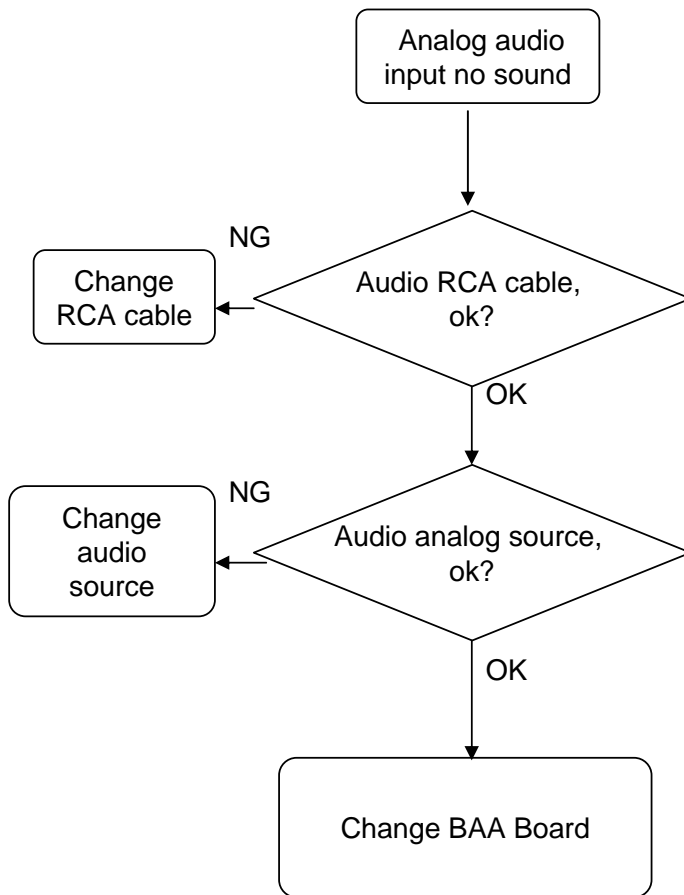 Analog audio
input no sound
NG
Change
RCA cable
Audio RCA cable,
ok?
OK
NG
Change
audio
source
Audio analog source,
ok?
OK
Change BAA Board